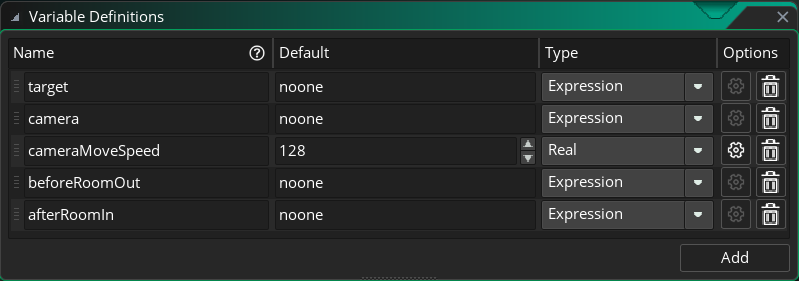 Variable Definitions
Name ? Default Type Options
target noone Expression
camera noone Expression
cameraMoveSpeed 128 Real
beforeRoomOut noone Expression
afterRoomIn noone Expression
Add